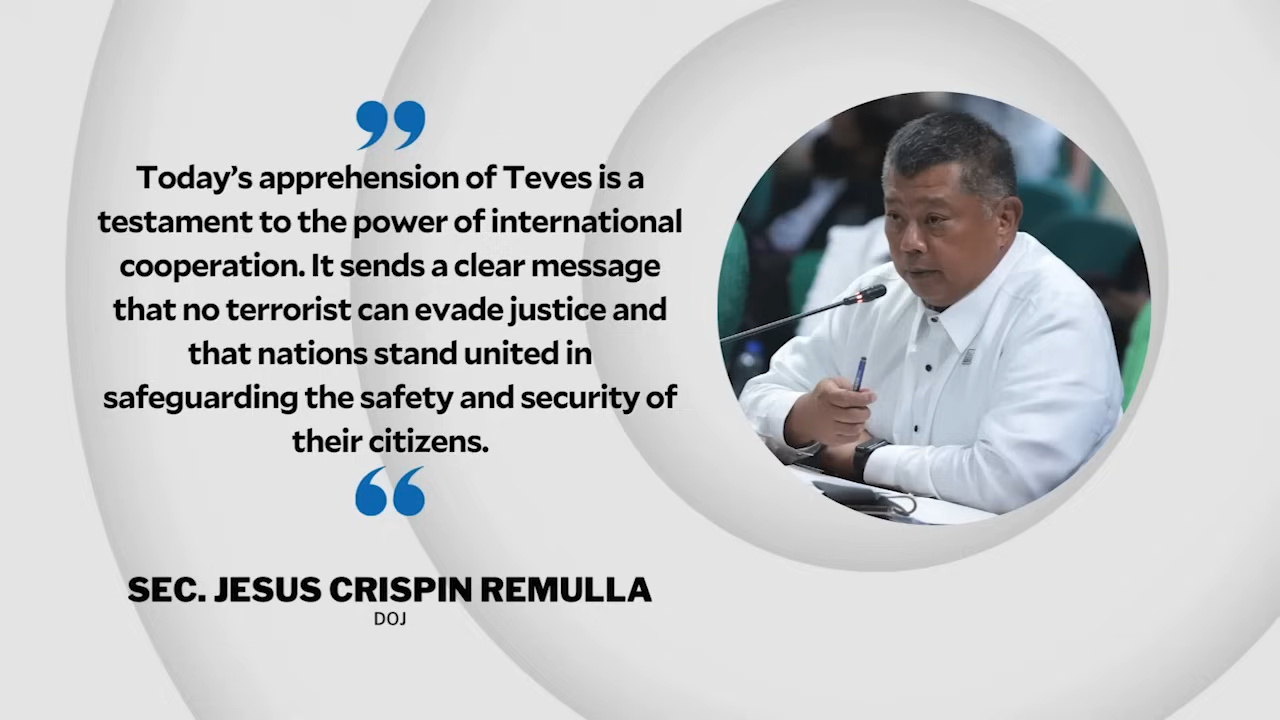 ”
Today’s apprehension of Teves is a
testament to the power of international
cooperation. It sends a clear message
that no terrorist can evade justice and
that nations stand united in
safeguarding the safety and security of
their citizens.
“
SEC. JESUS CRISPIN REMULLA
DOJ